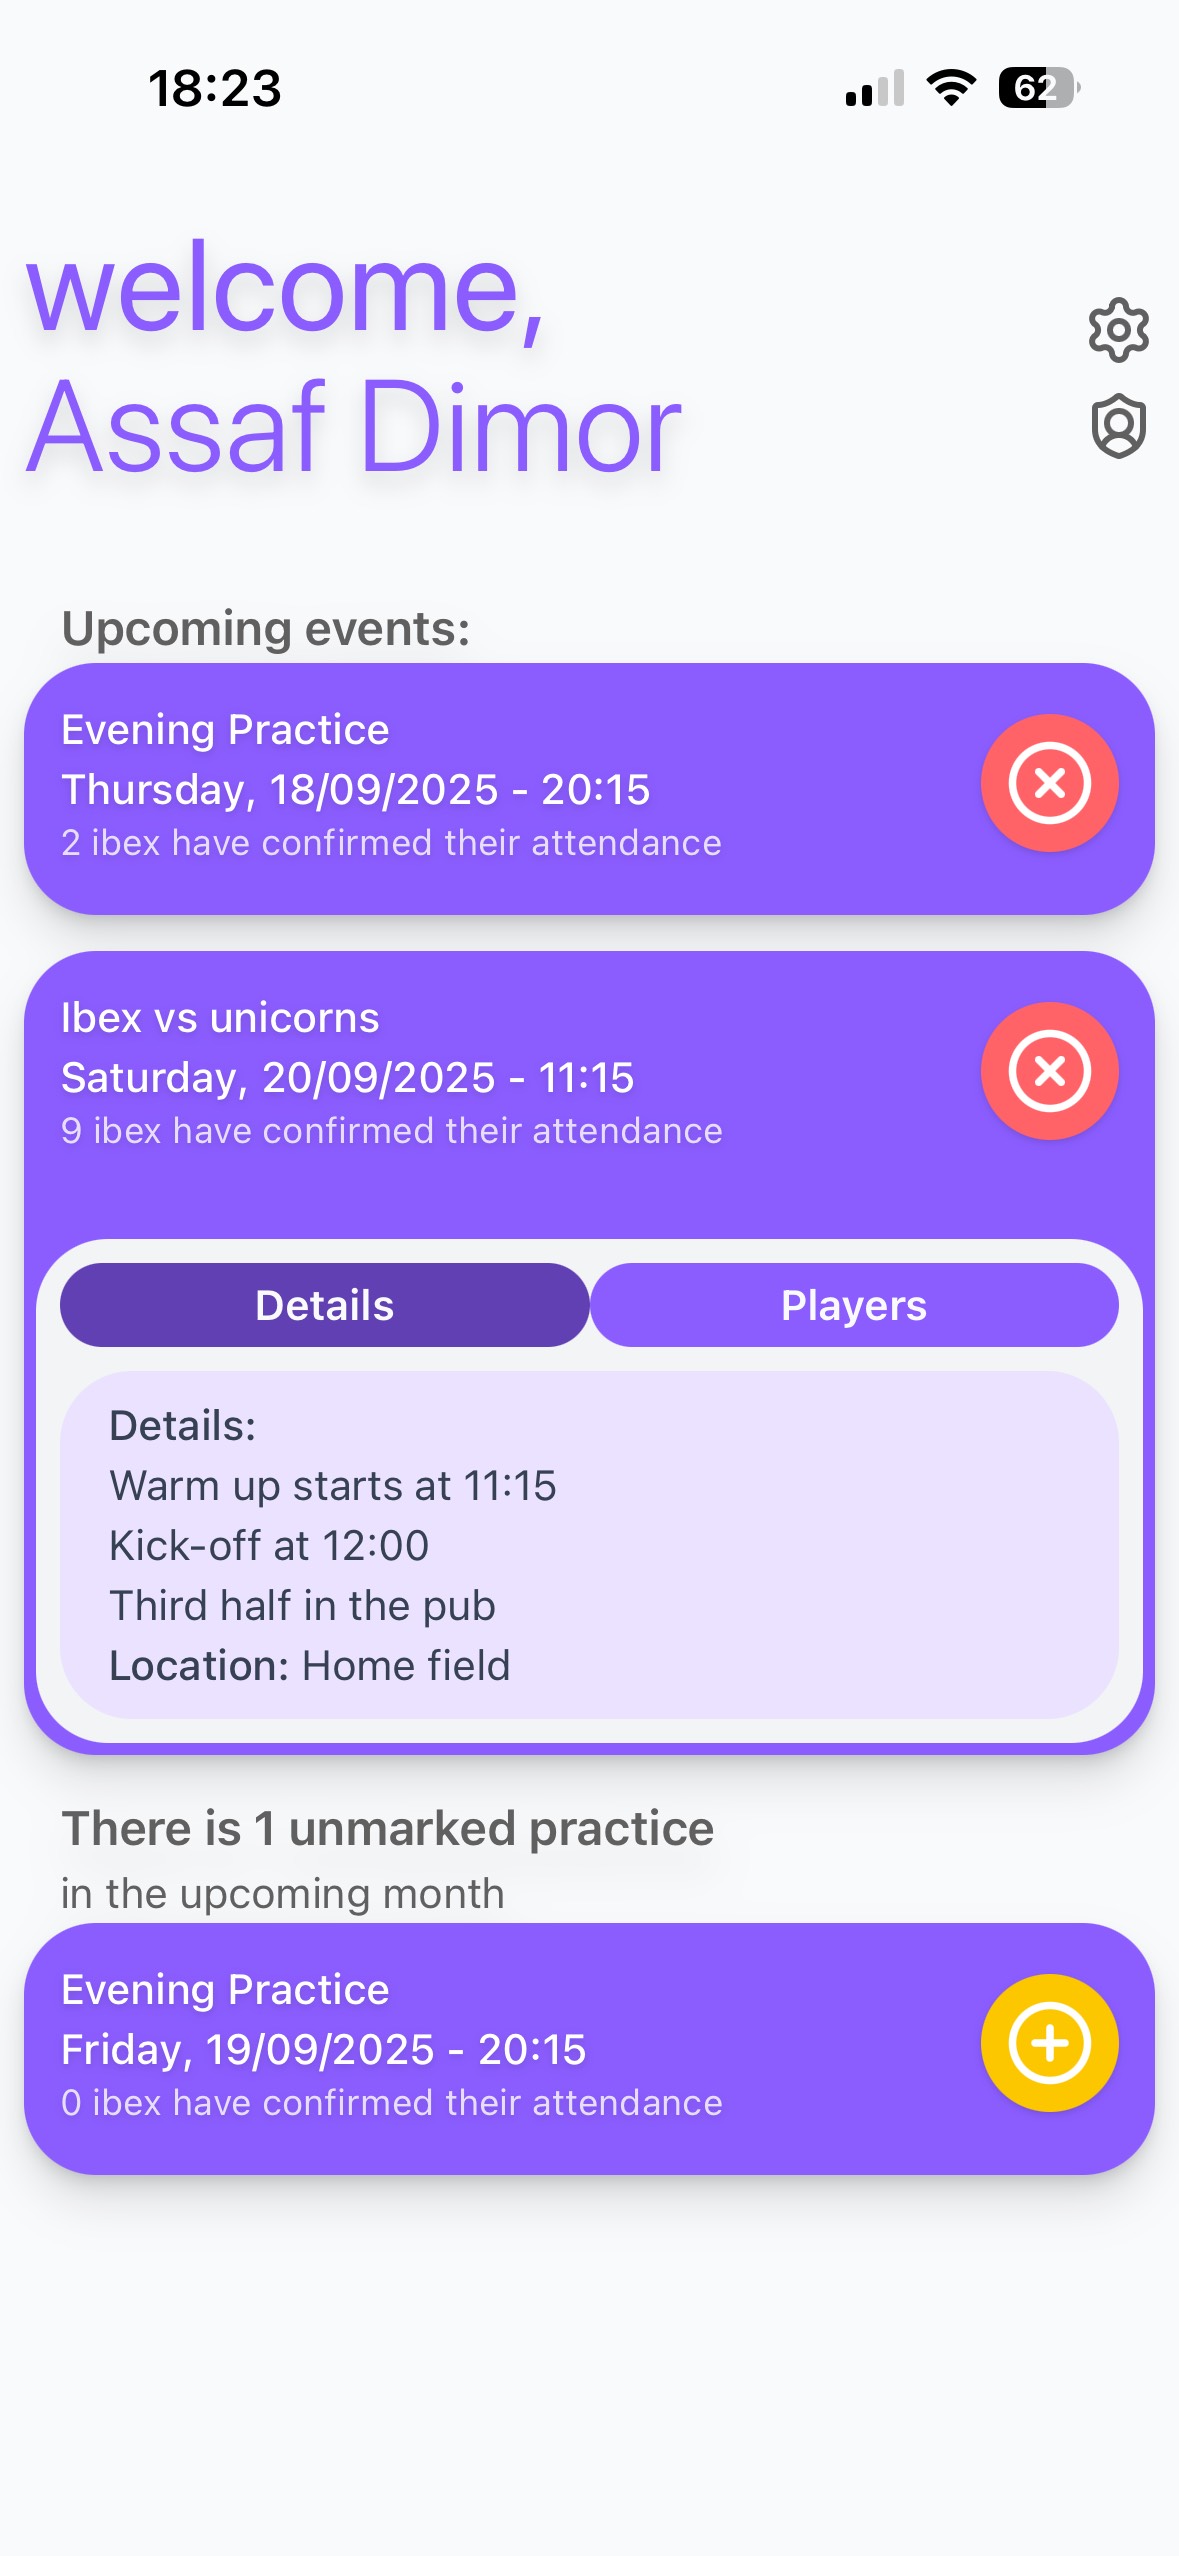 18:23
62
welcome,
Assaf Dimor
Upcoming events:
Evening Practice
Thursday, 18/09/2025 - 20:15
2 ibex have confirmed their attendance
Ibex vs unicorns
Saturday, 20/09/2025 - 11:15
9 ibex have confirmed their attendance
Details Players
Details:
Warm up starts at 11:15
Kick-off at 12:00
Third half in the pub
Location: Home field
There is 1 unmarked practice
in the upcoming month
Evening Practice
Friday, 19/09/2025 - 20:15
0 ibex have confirmed their attendance